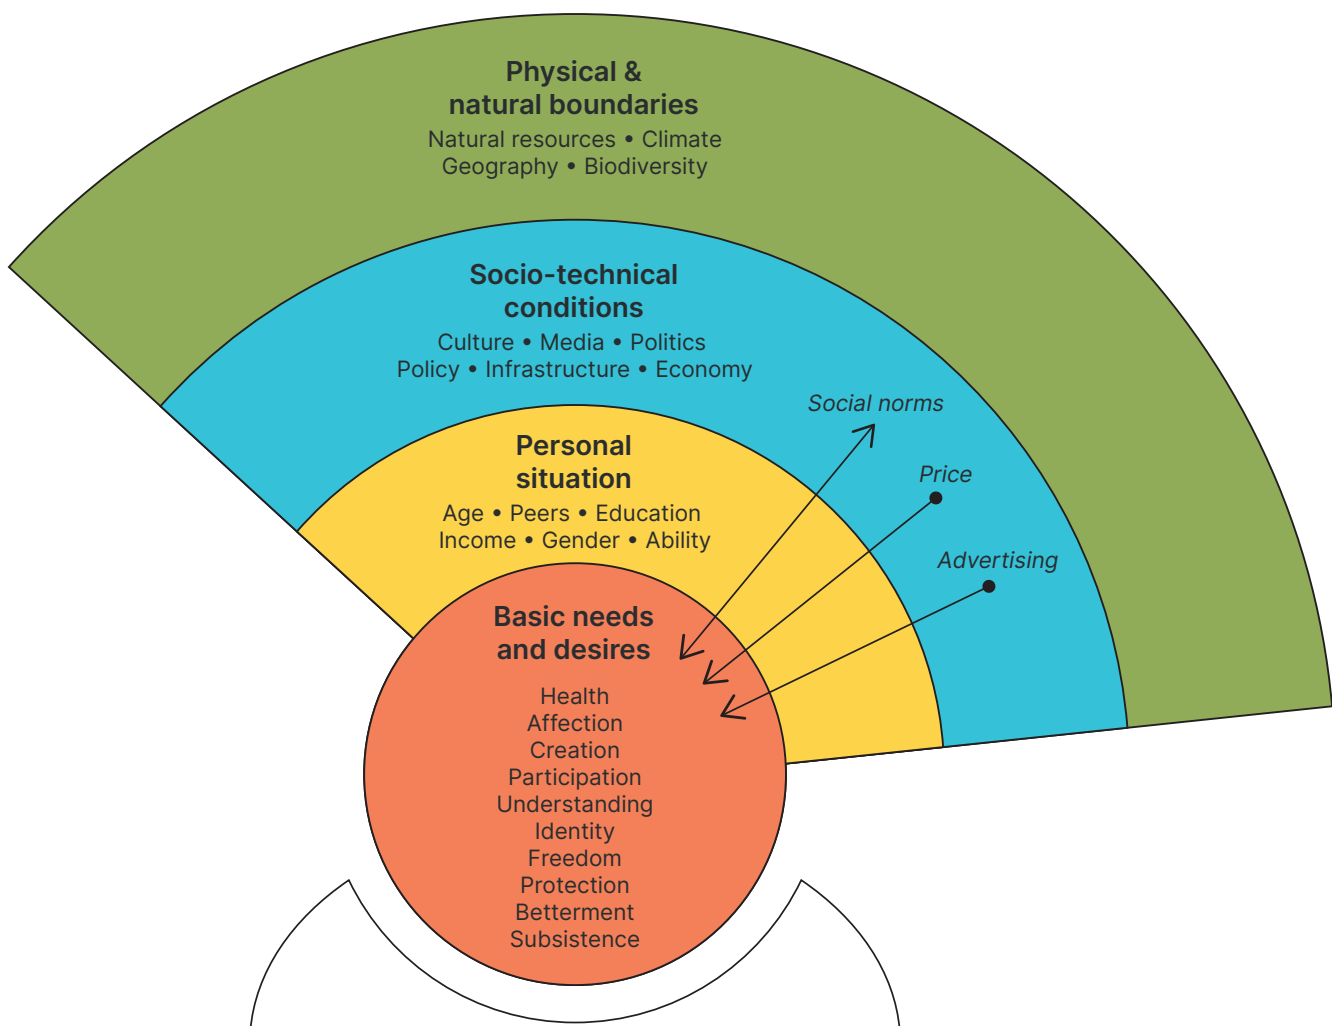 Physical &
natural boundaries
Natural resources • Climate
Geography • Biodiversity
Socio-technical
conditions
Culture • Media • Politics
Policy • Infrastructure • Economy
Social norms
Price
Advertising
Personal
situation
Age • Peers • Education
Income • Gender • Ability
Basic needs
and desires
Health
Affection
Creation
Participation
Understanding
Identity
Freedom
Protection
Betterment
Subsistence